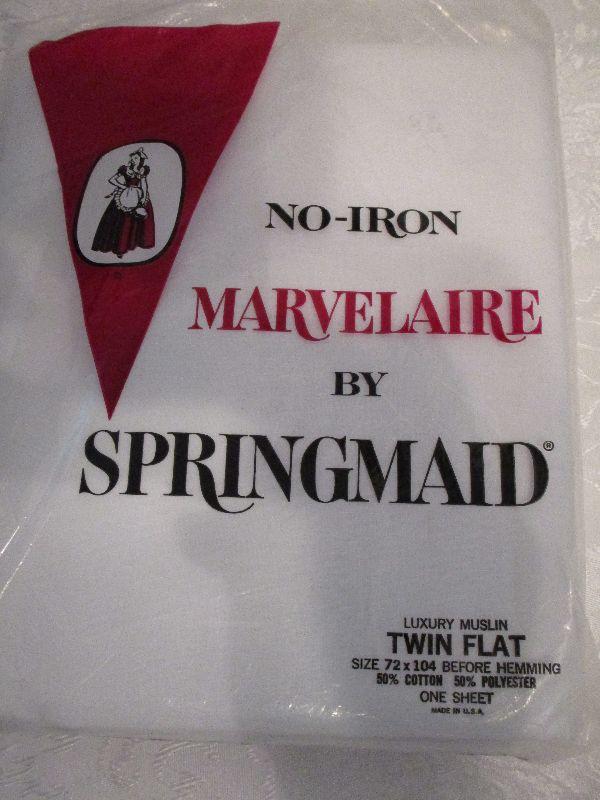 NO-IRON
MARVELAIRE
BY
SPRINGMAID®
LUXURY MUSLIN
TWIN FLAT
SIZE 72 x 104 BEFORE HEMMING
50% COTTON 50% POLYESTER
ONE SHEET
MADE IN U.S.A.